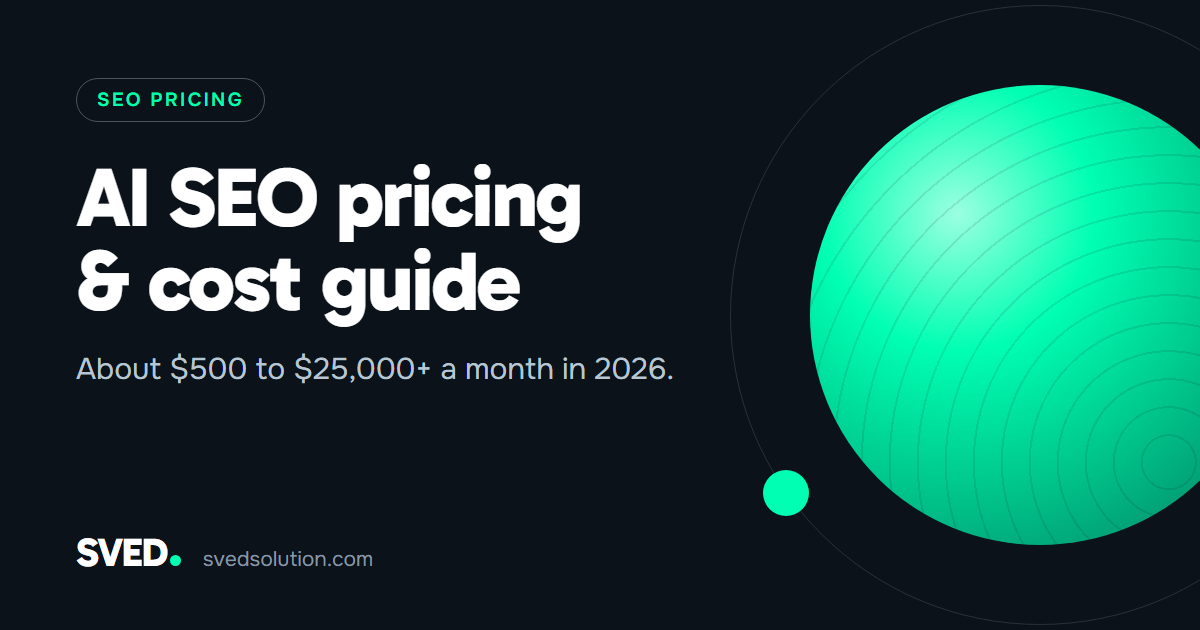 SEO PRICING
AI SEO pricing
& cost guide
About $500 to $25,000+ a month in 2026.
SVED. svedsolution.com